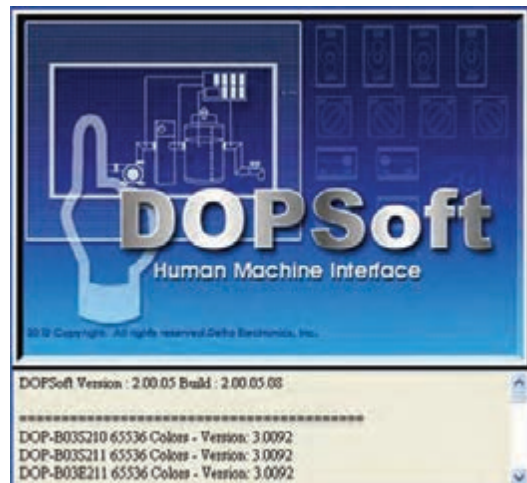 DOPSoft
Human Machine Interface
Copyright. All rights reserved.Delta Electronics, Inc.
DOPSoft Version : 2.00.05 Build : 2.00.05.08
========================================
DOP-B03S210 65536 Colors - Version: 3.0092
DOP-B03S211 65536 Colors - Version: 3.0092
DOP-B03E211 65536 Colors - Version: 3.0092